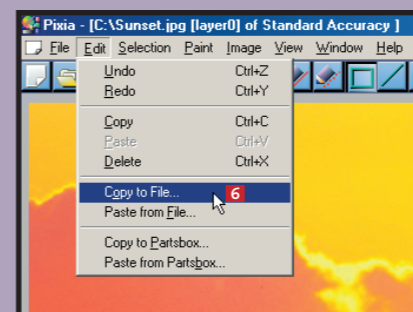 Pixia - [C:\Sunset.jpg [layer0] of Standard Accuracy ]
File Edit Selection Paint Image View Window Help
Undo Ctrl+Z
Redo Ctrl+Y
Copy Ctrl+C
Paste Ctrl+V
Delete Ctrl+X
Copy to File... 6
Paste from File...
Copy to Partsbox...
Paste from Partsbox...